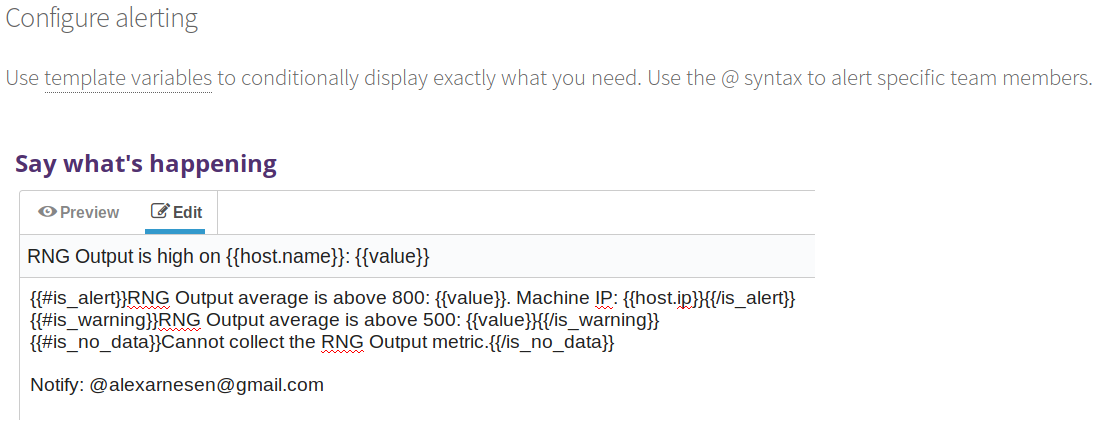 Configure alerting
Use template variables to conditionally display exactly what you need. Use the @ syntax to alert specific team members.
Say what's happening
Preview Edit
RNG Output is high on {{host.name}}: {{value}}
{{#is_alert}}RNG Output average is above 800: {{value}}. Machine IP: {{host.ip}}{{/is_alert}}
{{#is_warning}}RNG Output average is above 500: {{value}}{{/is_warning}}
{{#is_no_data}}Cannot collect the RNG Output metric.{{/is_no_data}}
Notify: @alexarnesen@gmail.com